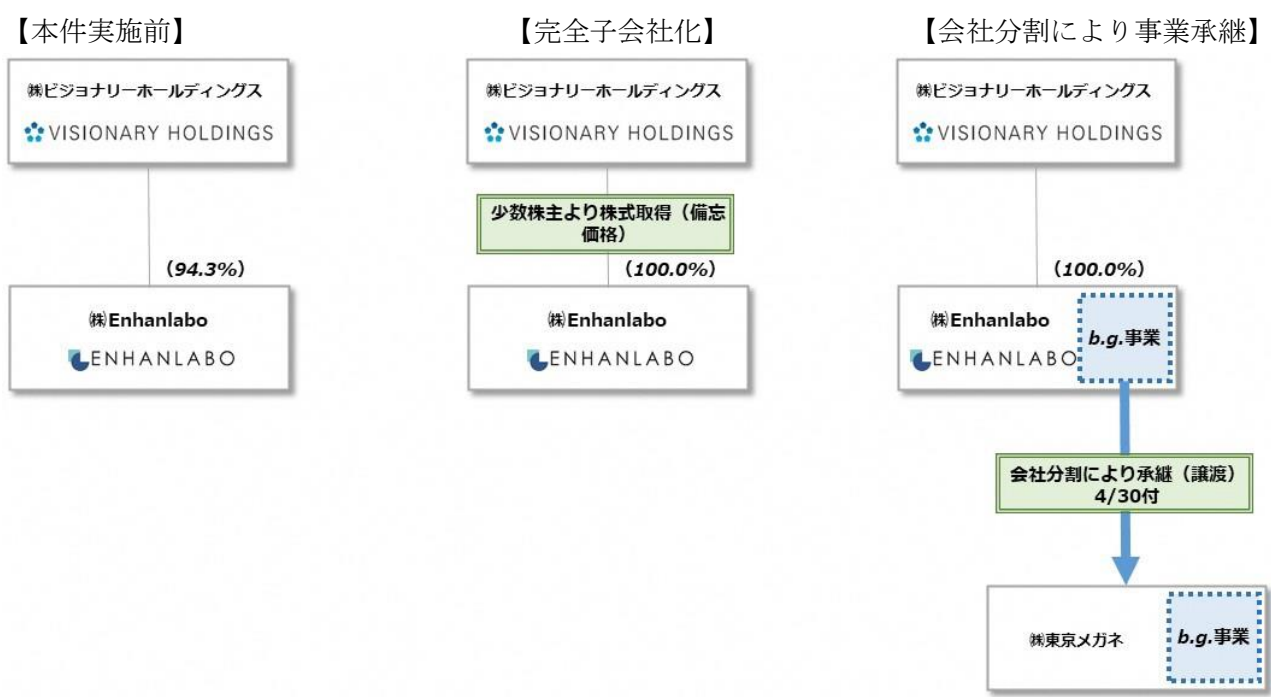 【本件実施前】
㈱ビジョナリーホールディングス
VISIONARY HOLDINGS
（94.3%）
㈱Enhanlabo
ENHANLABO
【完全子会社化】
㈱ビジョナリーホールディングス
VISIONARY HOLDINGS
少数株主より株式取得（備忘
価格）
（100.0%）
㈱Enhanlabo
ENHANLABO
【会社分割により事業承継】
㈱ビジョナリーホールディングス
VISIONARY HOLDINGS
（100.0%）
㈱Enhanlabo
ENHANLABO
b.g.事業
会社分割により承継（譲渡）
4/30付
㈱東京メガネ
b.g.事業